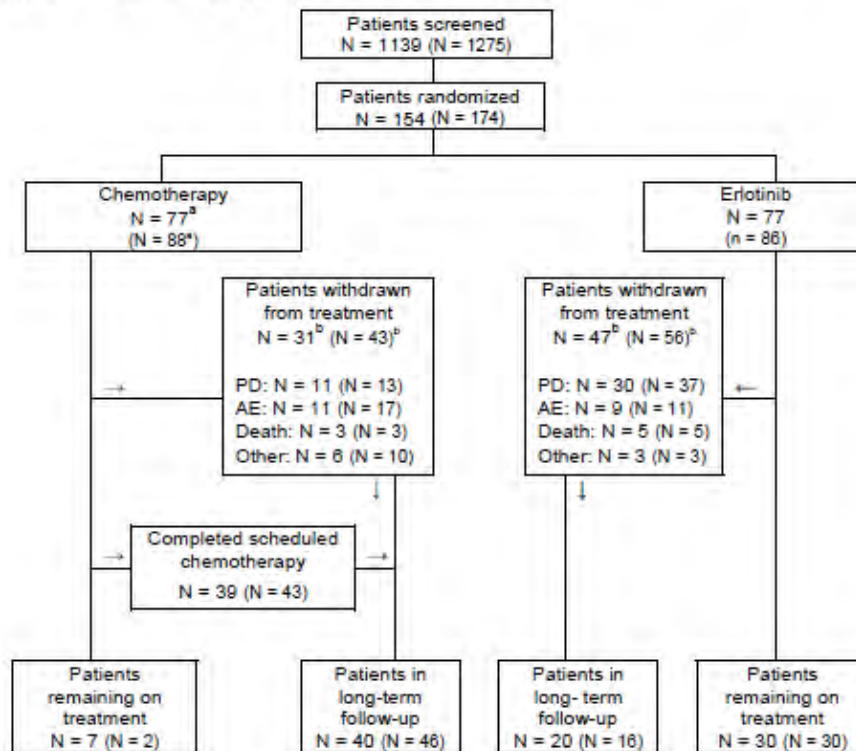 Patients screened
N = 1139 (N = 1275)
Patients randomized
N = 154 (N = 174)
Chemotherapy
N = 77ª
(N = 88ª)
Erlotinib
N = 77
(n = 86)
Patients withdrawn
from treatment
N = 31ᵇ (N = 43)ᵇ
PD: N = 11 (N = 13)
AE: N = 11 (N = 17)
Death: N = 3 (N = 3)
Other: N = 6 (N = 10)
Patients withdrawn
from treatment
N = 47ᵇ (N = 56)ᵇ
PD: N = 30 (N = 37)
AE: N = 9 (N = 11)
Death: N = 5 (N = 5)
Other: N = 3 (N = 3)
Completed scheduled
chemotherapy
N = 39 (N = 43)
Patients
remaining on
treatment
N = 7 (N = 2)
Patients in
long-term
follow-up
N = 40 (N = 46)
Patients in
long- term
follow-up
N = 20 (N = 16)
Patients
remaining on
treatment
N = 30 (N = 30)